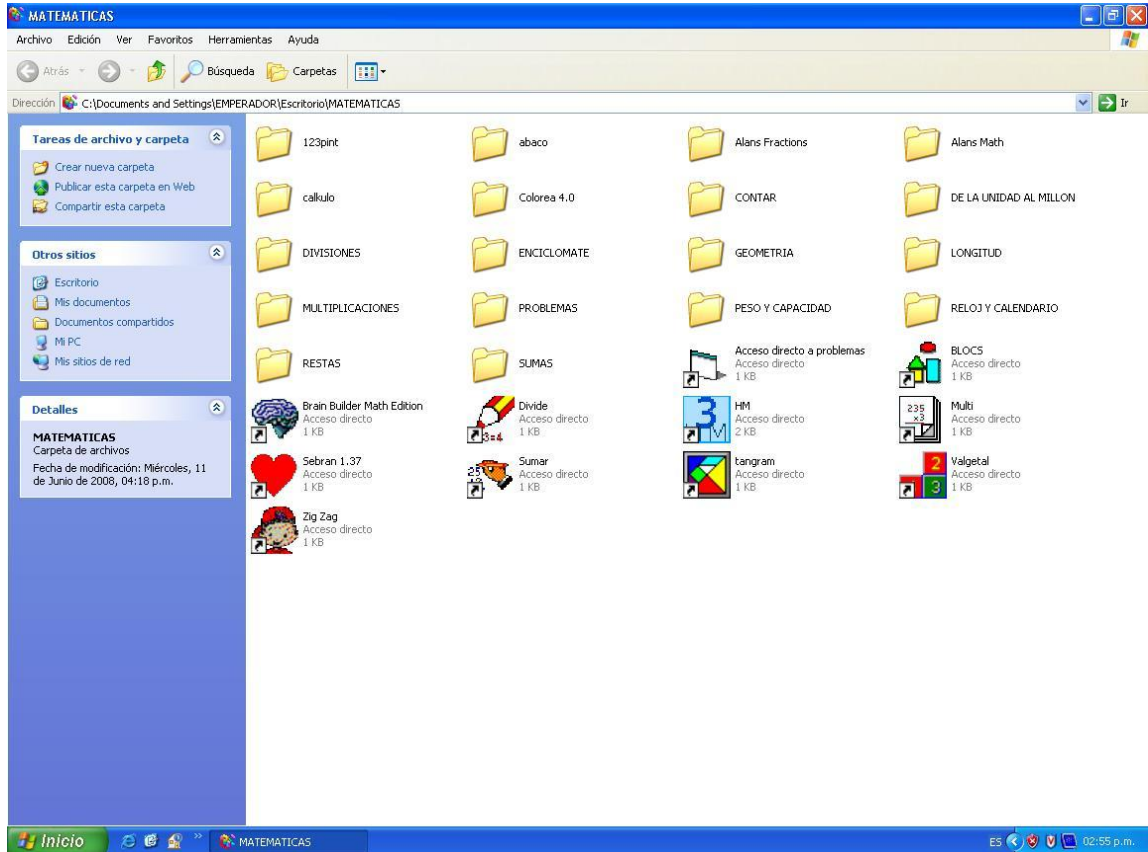 MATEMATICAS
Archivo Edición Ver Favoritos Herramientas Ayuda
Atrás Búsqueda Carpetas
Dirección C:\Documents and Settings\EMPERADOR\Escritorio\MATEMATICAS Ir
Tareas de archivo y carpeta
Crear nueva carpeta
Publicar esta carpeta en Web
Compartir esta carpeta
Otros sitios
Escritorio
Mis documentos
Documentos compartidos
Mi PC
Mis sitios de red
Detalles
MATEMATICAS
Carpeta de archivos
Fecha de modificación: Miércoles, 11
de Junio de 2008, 04:18 p.m.
123pint
abaco
Alans Fractions
Alans Math
calkulo
Colorea 4.0
CONTAR
DE LA UNIDAD AL MILLON
DIVISIONES
ENCICLOMATE
GEOMETRIA
LONGITUD
MULTIPLICACIONES
PROBLEMAS
PESO Y CAPACIDAD
RELOJ Y CALENDARIO
RESTAS
SUMAS
Acceso directo a problemas
Acceso directo
1 KB
BLOCS
Acceso directo
1 KB
Brain Builder Math Edition
Acceso directo
1 KB
3:=4
Divide
Acceso directo
1 KB
3
M
HM
Acceso directo
2 KB
235
x3
Multi
Acceso directo
1 KB
Sebran 1.37
Acceso directo
1 KB
Sumar
Acceso directo
1 KB
tangram
Acceso directo
1 KB
2
3
Valgetal
Acceso directo
1 KB
Zig Zag
Acceso directo
1 KB
Inicio MATEMATICAS ES 02:55 p.m.